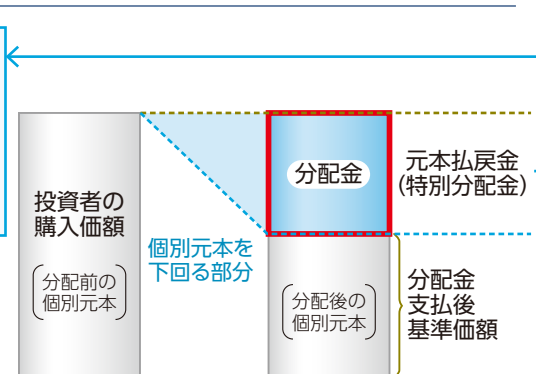 投資者の
購入価額
(分配前の
個別元本)
個別元本を
下回る部分
分配金
(分配後の
個別元本)
元本払戻金
(特別分配金)
分配金
支払後
基準価額